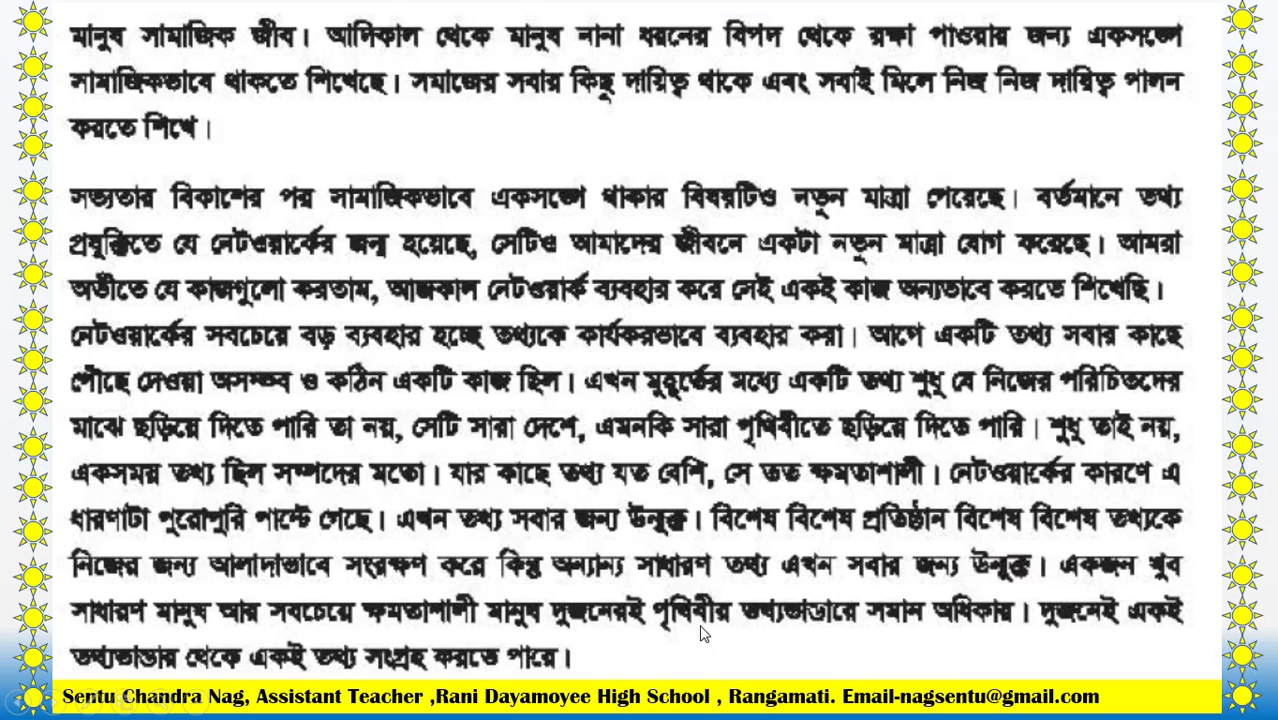 মানুষ সামাজিক জীব। আদিকাল থেকে মানুষ নানা ধরনের বিপদ থেকে রক্ষা পাওয়ার জন্য একসঙ্গে
সামাজিকভাবে থাকতে শিখেছে। সমাজের সবার কিছু দায়িত্ব থাকে এবং সবাই মিলে নিজ নিজ দায়িত্ব পালন
করতে শিখে।
সভ্যতার বিকাশের পর সামাজিকভাবে একসঙ্গে থাকার বিষয়টিও নতুন মাত্রা পেয়েছে। বর্তমানে তথ্য
প্রযুক্তিতে যে নেটওয়ার্কের জন্ম হয়েছে, সেটিও আমাদের জীবনে একটা নতুন মাত্রা যোগ করেছে। আমরা
অতীতে যে কাজগুলো করতাম, আজকাল নেটওয়ার্ক ব্যবহার করে সেই একই কাজ অন্যভাবে করতে শিখেছি।
নেটওয়ার্কের সবচেয়ে বড় ব্যবহার হচ্ছে তথ্যকে কার্যকরভাবে ব্যবহার করা। আগে একটি তথ্য সবার কাছে
পৌঁছে দেওয়া অসম্ভব ও কঠিন একটি কাজ ছিল। এখন মুহূর্তের মধ্যে একটি তথ্য শুধু যে নিজের পরিচিতদের
মাঝে ছড়িয়ে দিতে পারি তা নয়, সেটি সারা দেশে, এমনকি সারা পৃথিবীতে ছড়িয়ে দিতে পারি। শুধু তাই নয়,
একসময় তথ্য ছিল সম্পদের মতো। যার কাছে তথ্য যত বেশি, সে তত ক্ষমতাশালী। নেটওয়ার্কের কারণে এ
ধারণাটা পুরোপুরি পাল্টে গেছে। এখন তথ্য সবার জন্য উন্মুক্ত। বিশেষ বিশেষ প্রতিষ্ঠান বিশেষ বিশেষ তথ্যকে
নিজের জন্য আলাদাভাবে সংরক্ষণ করে কিন্তু অন্যান্য সাধারণ তথ্য এখন সবার জন্য উন্মুক্ত। একজন খুব
সাধারণ মানুষ আর সবচেয়ে ক্ষমতাশালী মানুষ দুজনেরই পৃথিবীর তথ্যভাণ্ডারে সমান অধিকার। দুজনেই একই
তথ্যভান্ডার থেকে একই তথ্য সংগ্রহ করতে পারে।
Sentu Chandra Nag, Assistant Teacher ,Rani Dayamoyee High School , Rangamati. Email-nagsentu@gmail.com